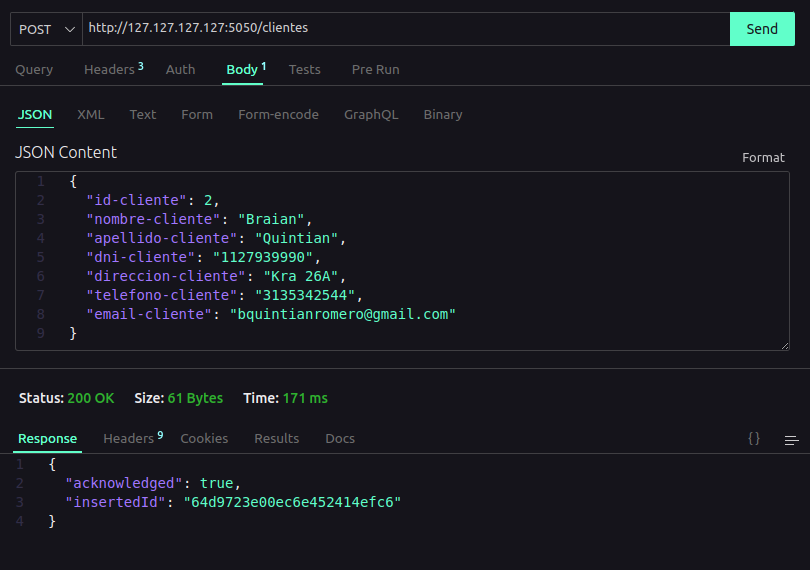 POST http://127.127.127.127:5050/clientes Send
Query Headers 3 Auth Body 1 Tests Pre Run
JSON XML Text Form Form-encode GraphQL Binary
JSON Content
Format
1 {
2 "id-cliente": 2,
3 "nombre-cliente": "Braian",
4 "apellido-cliente": "Quintian",
5 "dni-cliente": "1127939990",
6 "direccion-cliente": "Kra 26A",
7 "telefono-cliente": "3135342544",
8 "email-cliente": "bquintianromero@gmail.com"
9 }
Status: 200 OK Size: 61 Bytes Time: 171 ms
Response Headers 9 Cookies Results Docs {}
1 {
2 "acknowledged": true,
3 "insertedId": "64d9723e00ec6e452414efc6"
4 }